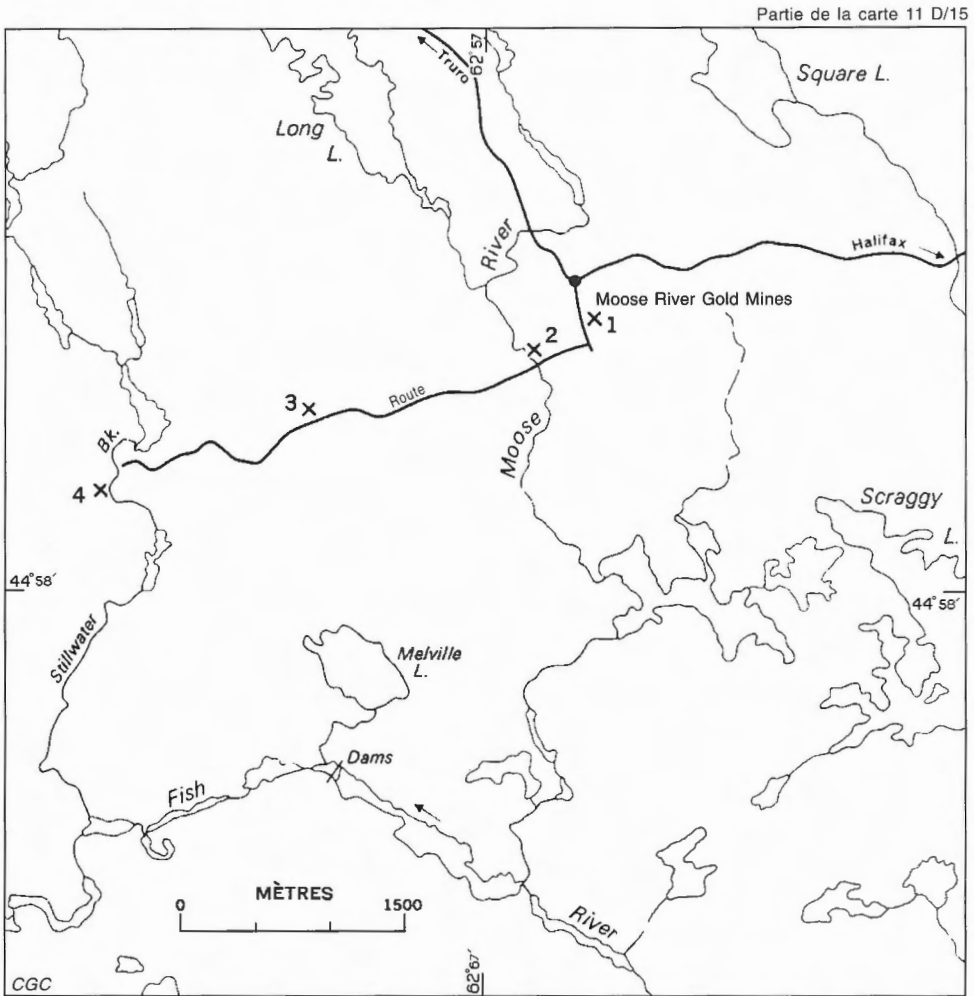 Partie de la carte 11 D/15
Truro
62°57'
Square L.
Long
L.
River
Halifax
Moose River Gold Mines
1
2
3
Route
Bk.
Moose
4
Scraggy
L.
44°58'
44°58'
Stillwater
Melville
L.
Dams
Fish
MÈTRES
0 1500
River
62°67'
CGC